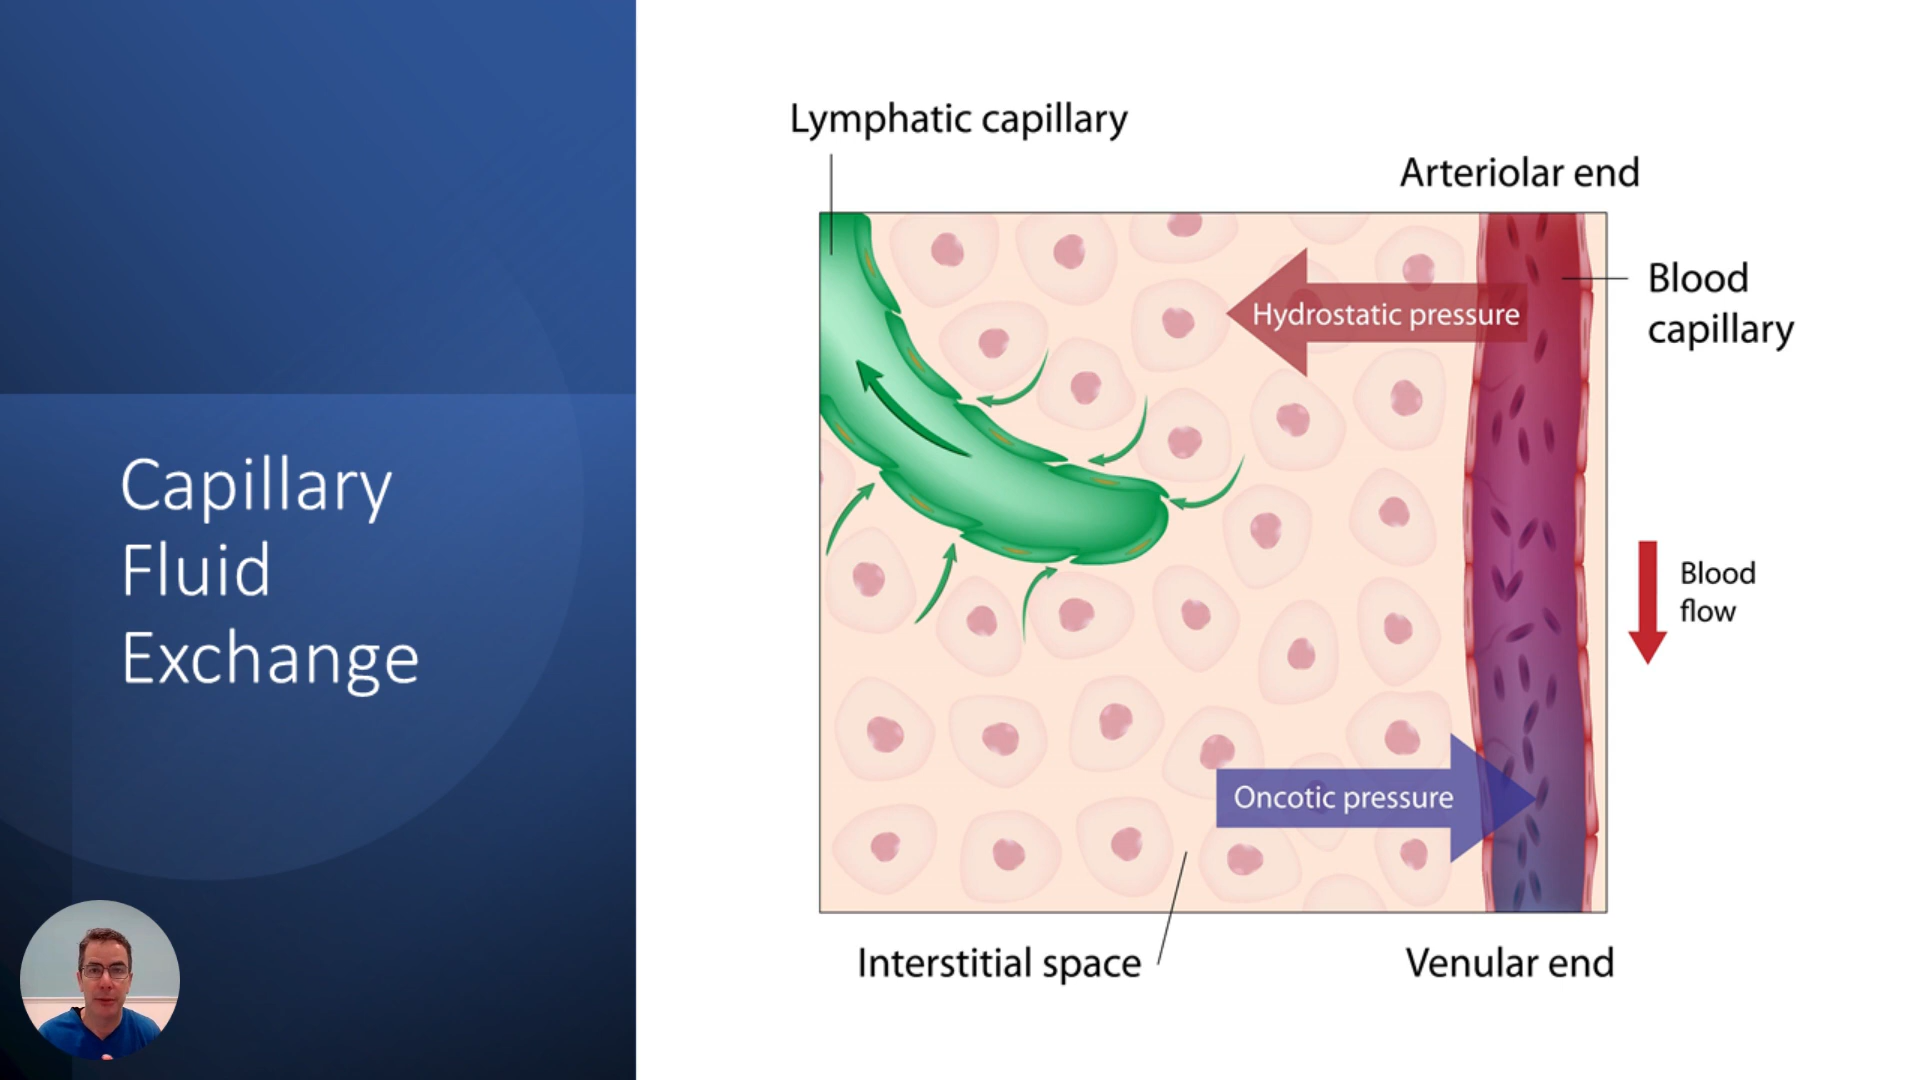 Capillary
Fluid
Exchange
Lymphatic capillary
Arteriolar end
Blood
capillary
Hydrostatic pressure
Blood
flow
Oncotic pressure
Interstitial space
Venular end